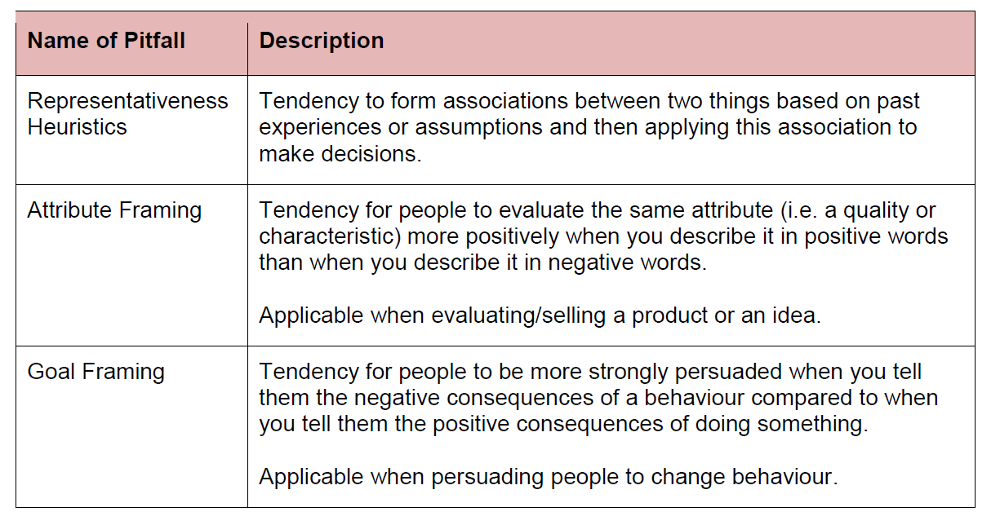 Name of Pitfall
Description
Representativeness
Heuristics
Tendency to form associations between two things based on past
experiences or assumptions and then applying this association to
make decisions.
Attribute Framing
Tendency for people to evaluate the same attribute (i.e. a quality or
characteristic) more positively when you describe it in positive words
than when you describe it in negative words.
Applicable when evaluating/selling a product or an idea.
Goal Framing
Tendency for people to be more strongly persuaded when you tell
them the negative consequences of a behaviour compared to when
you tell them the positive consequences of doing something.
Applicable when persuading people to change behaviour.